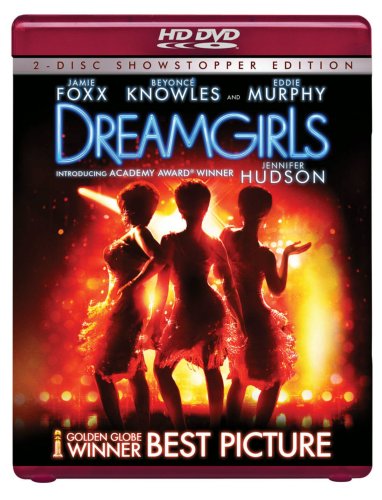 HD DVD
2-DISC SHOWSTOPPER EDITION
JAMIE FOXX BEYONCÉ KNOWLES AND EDDIE MURPHY
DREAMGIRLS
INTRODUCING ACADEMY AWARD® WINNER JENNIFER HUDSON
GOLDEN GLOBE
WINNER BEST PICTURE